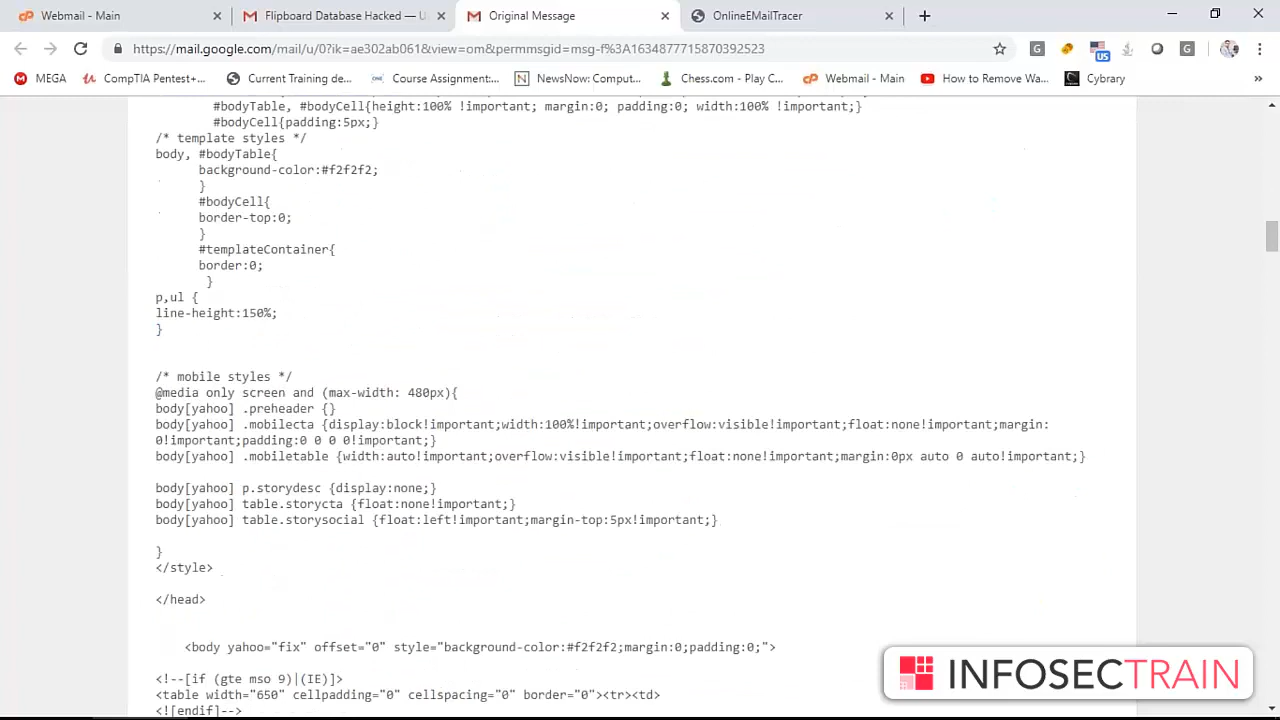 Webmail - Main
Flipboard Database Hacked — U
Original Message
OnlineEMailTracer
https://mail.google.com/mail/u/0?ik=ae302ab061&view=om&permmsgid=msg-f%3A1634877715870392523
MEGA
CompTIA Pentest+...
Current Training de...
Course Assignment:...
NewsNow: Comput...
Chess.com - Play C...
Webmail - Main
How to Remove Wa...
Cybrary
»
#bodyTable, #bodyCell{height:100% !important; margin:0; padding:0; width:100% !important;}
#bodyCell{padding:5px;}
/* template styles */
body, #bodyTable{
background-color:#f2f2f2;
}
#bodyCell{
border-top:0;
}
#templateContainer{
border:0;
}
p,ul {
line-height:150%;
}
/* mobile styles */
@media only screen and (max-width: 480px){
body[yahoo] .preheader {}
body[yahoo] .mobilecta {display:block!important;width:100%!important;overflow:visible!important;float:none!important;margin:
0!important;padding:0 0 0 0!important;}
body[yahoo] .mobiletable {width:auto!important;overflow:visible!important;float:none!important;margin:0px auto 0 auto!important;}
body[yahoo] p.storydesc {display:none;}
body[yahoo] table.storycta {float:none!important;}
body[yahoo] table.storysocial {float:left!important;margin-top:5px!important;}
}
</style>
</head>
<body yahoo="fix" offset="0" style="background-color:#f2f2f2;margin:0;padding:0;">
<!--[if (gte mso 9)|(IE)]>
<table width="650" cellpadding="0" cellspacing="0" border="0"><tr><td>
<![endif]-->
INFOSECTRAIN